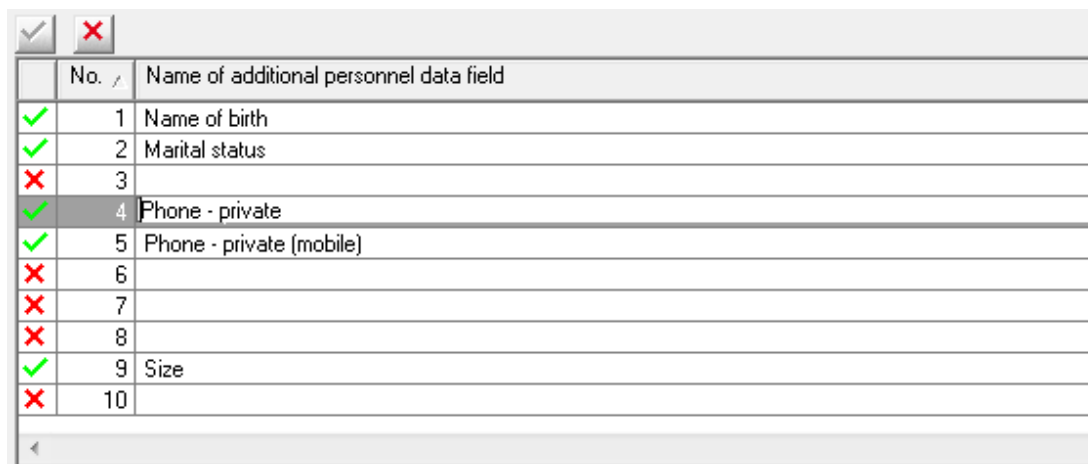 No. Name of additional personnel data field
1 Name of birth
2 Marital status
3
4 Phone - private
5 Phone - private (mobile)
6
7
8
9 Size
10